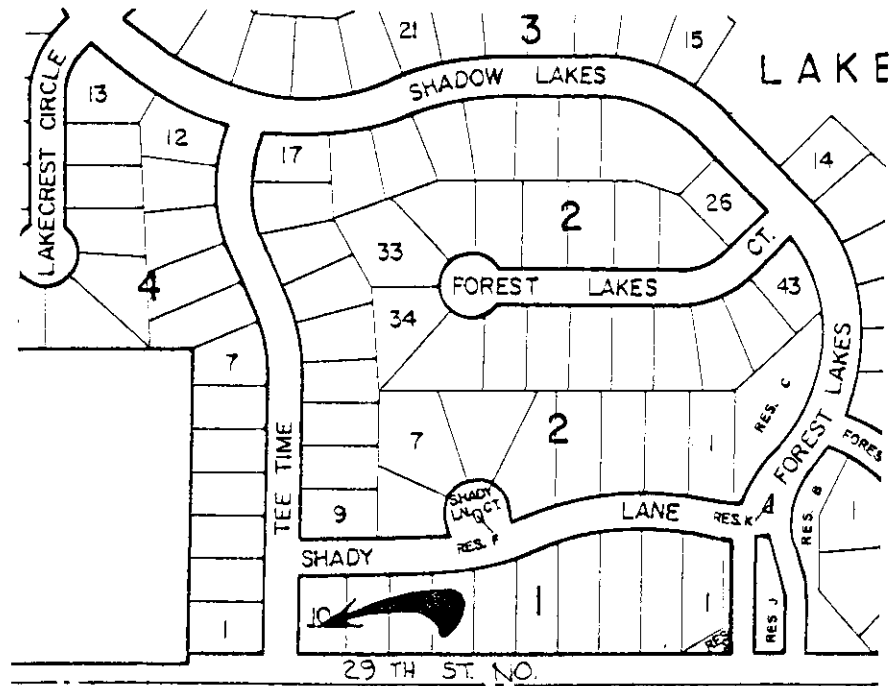 21
3
15
LAKE
SHADOW LAKES
13
LAKECREST CIRCLE
12
17
14
26
2
CT.
33
FOREST LAKES
43
4
34
7
RES. C
FOREST LAKES
2
7
1
FORES
TEE TIME
SHADY
LN. CT.
RES. B
1
9
LANE
RES. K
RES. F
SHADY
10
1
1
RES. J
1
29 TH ST. NO.